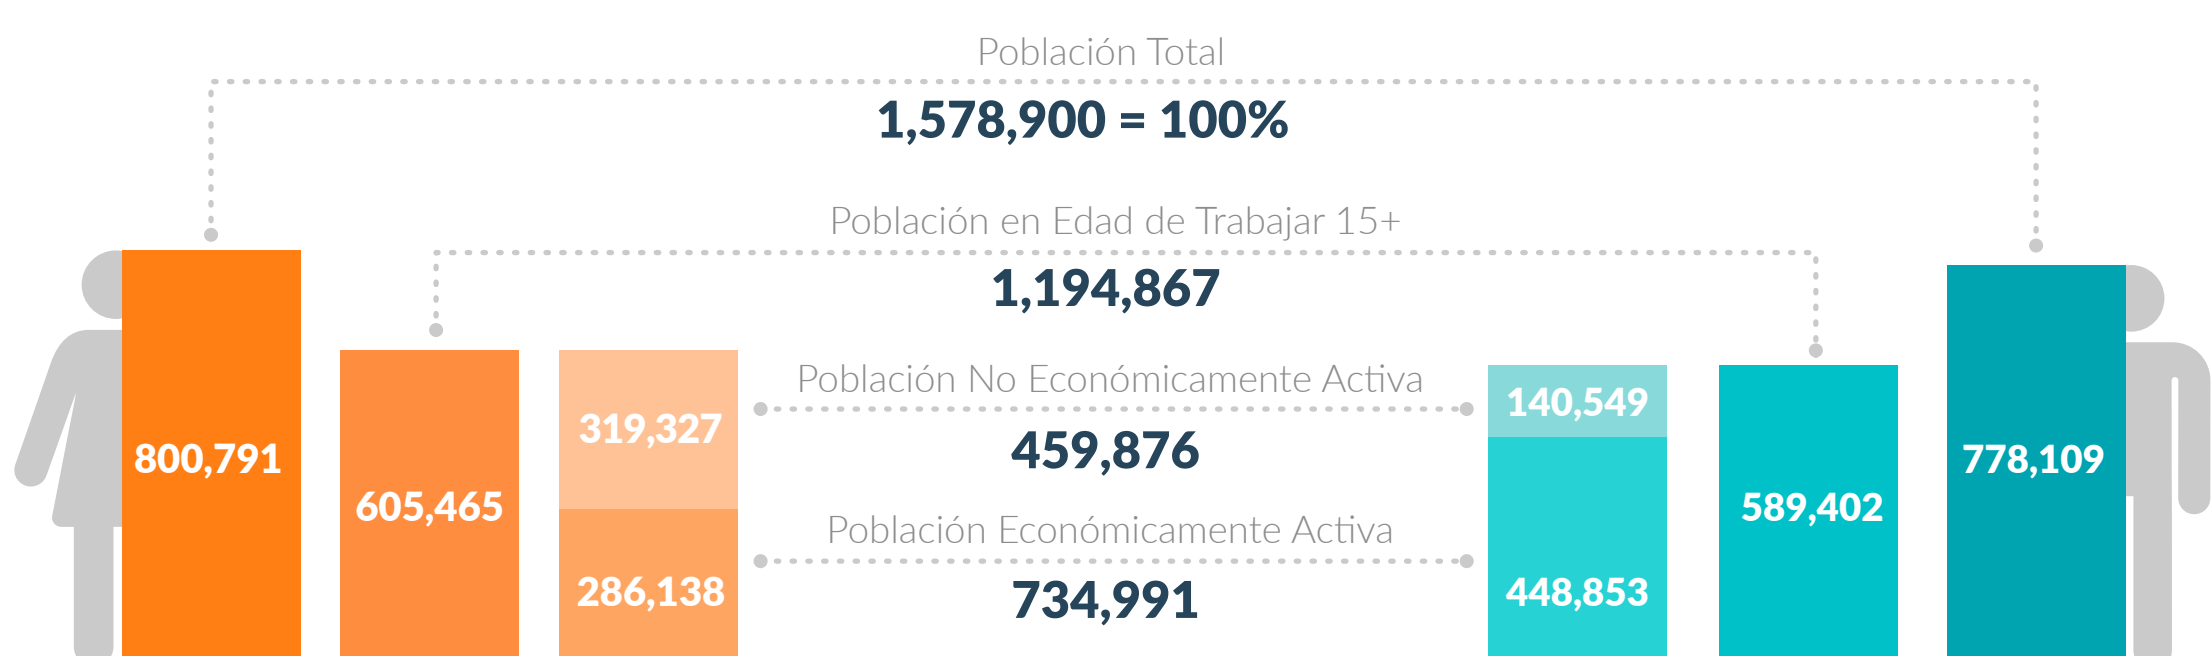 Población Total
1,578,900 = 100%
Población en Edad de Trabajar 15+
1,194,867
Población No Económicamente Activa
319,327
140,549
459,876
800,791
778,109
605,465
589,402
Población Económicamente Activa
286,138
448,853
734,991